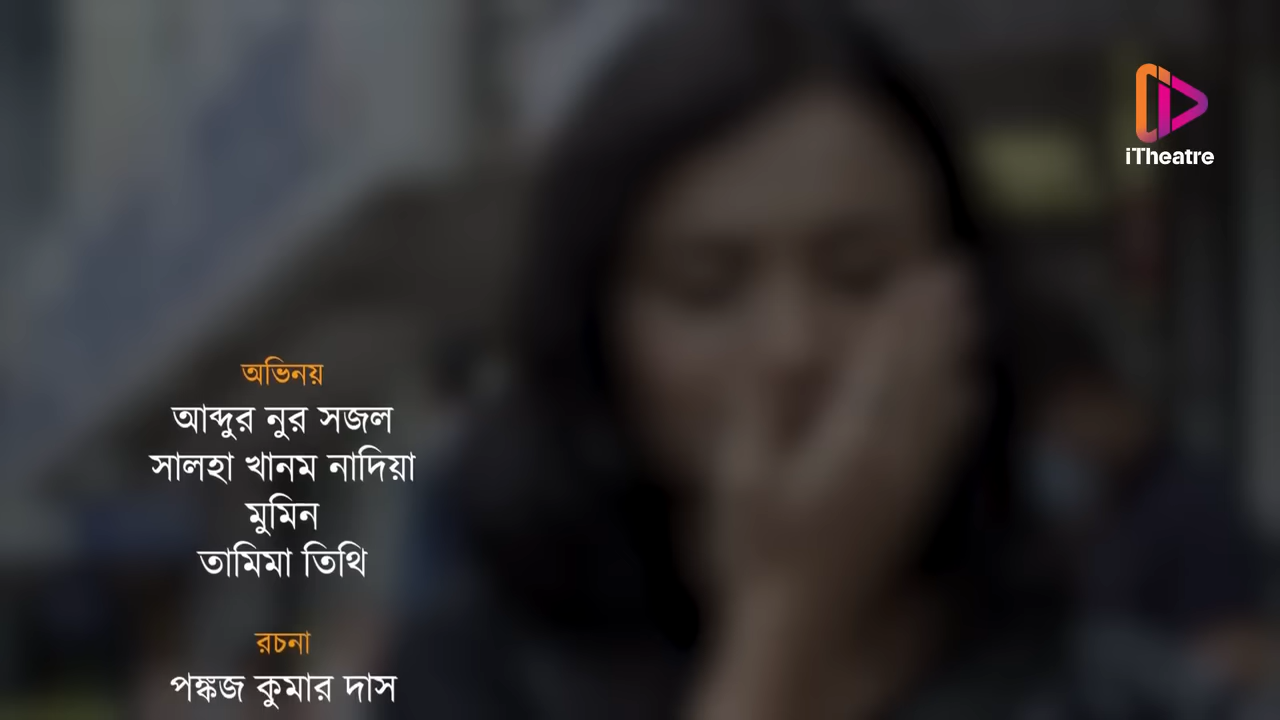 iTheatre
অভিনয়
আব্দুর নুর সজল
সালহা খানম নাদিয়া
মুমিন
তামিমা তিথি
রচনা
পঙ্কজ কুমার দাস